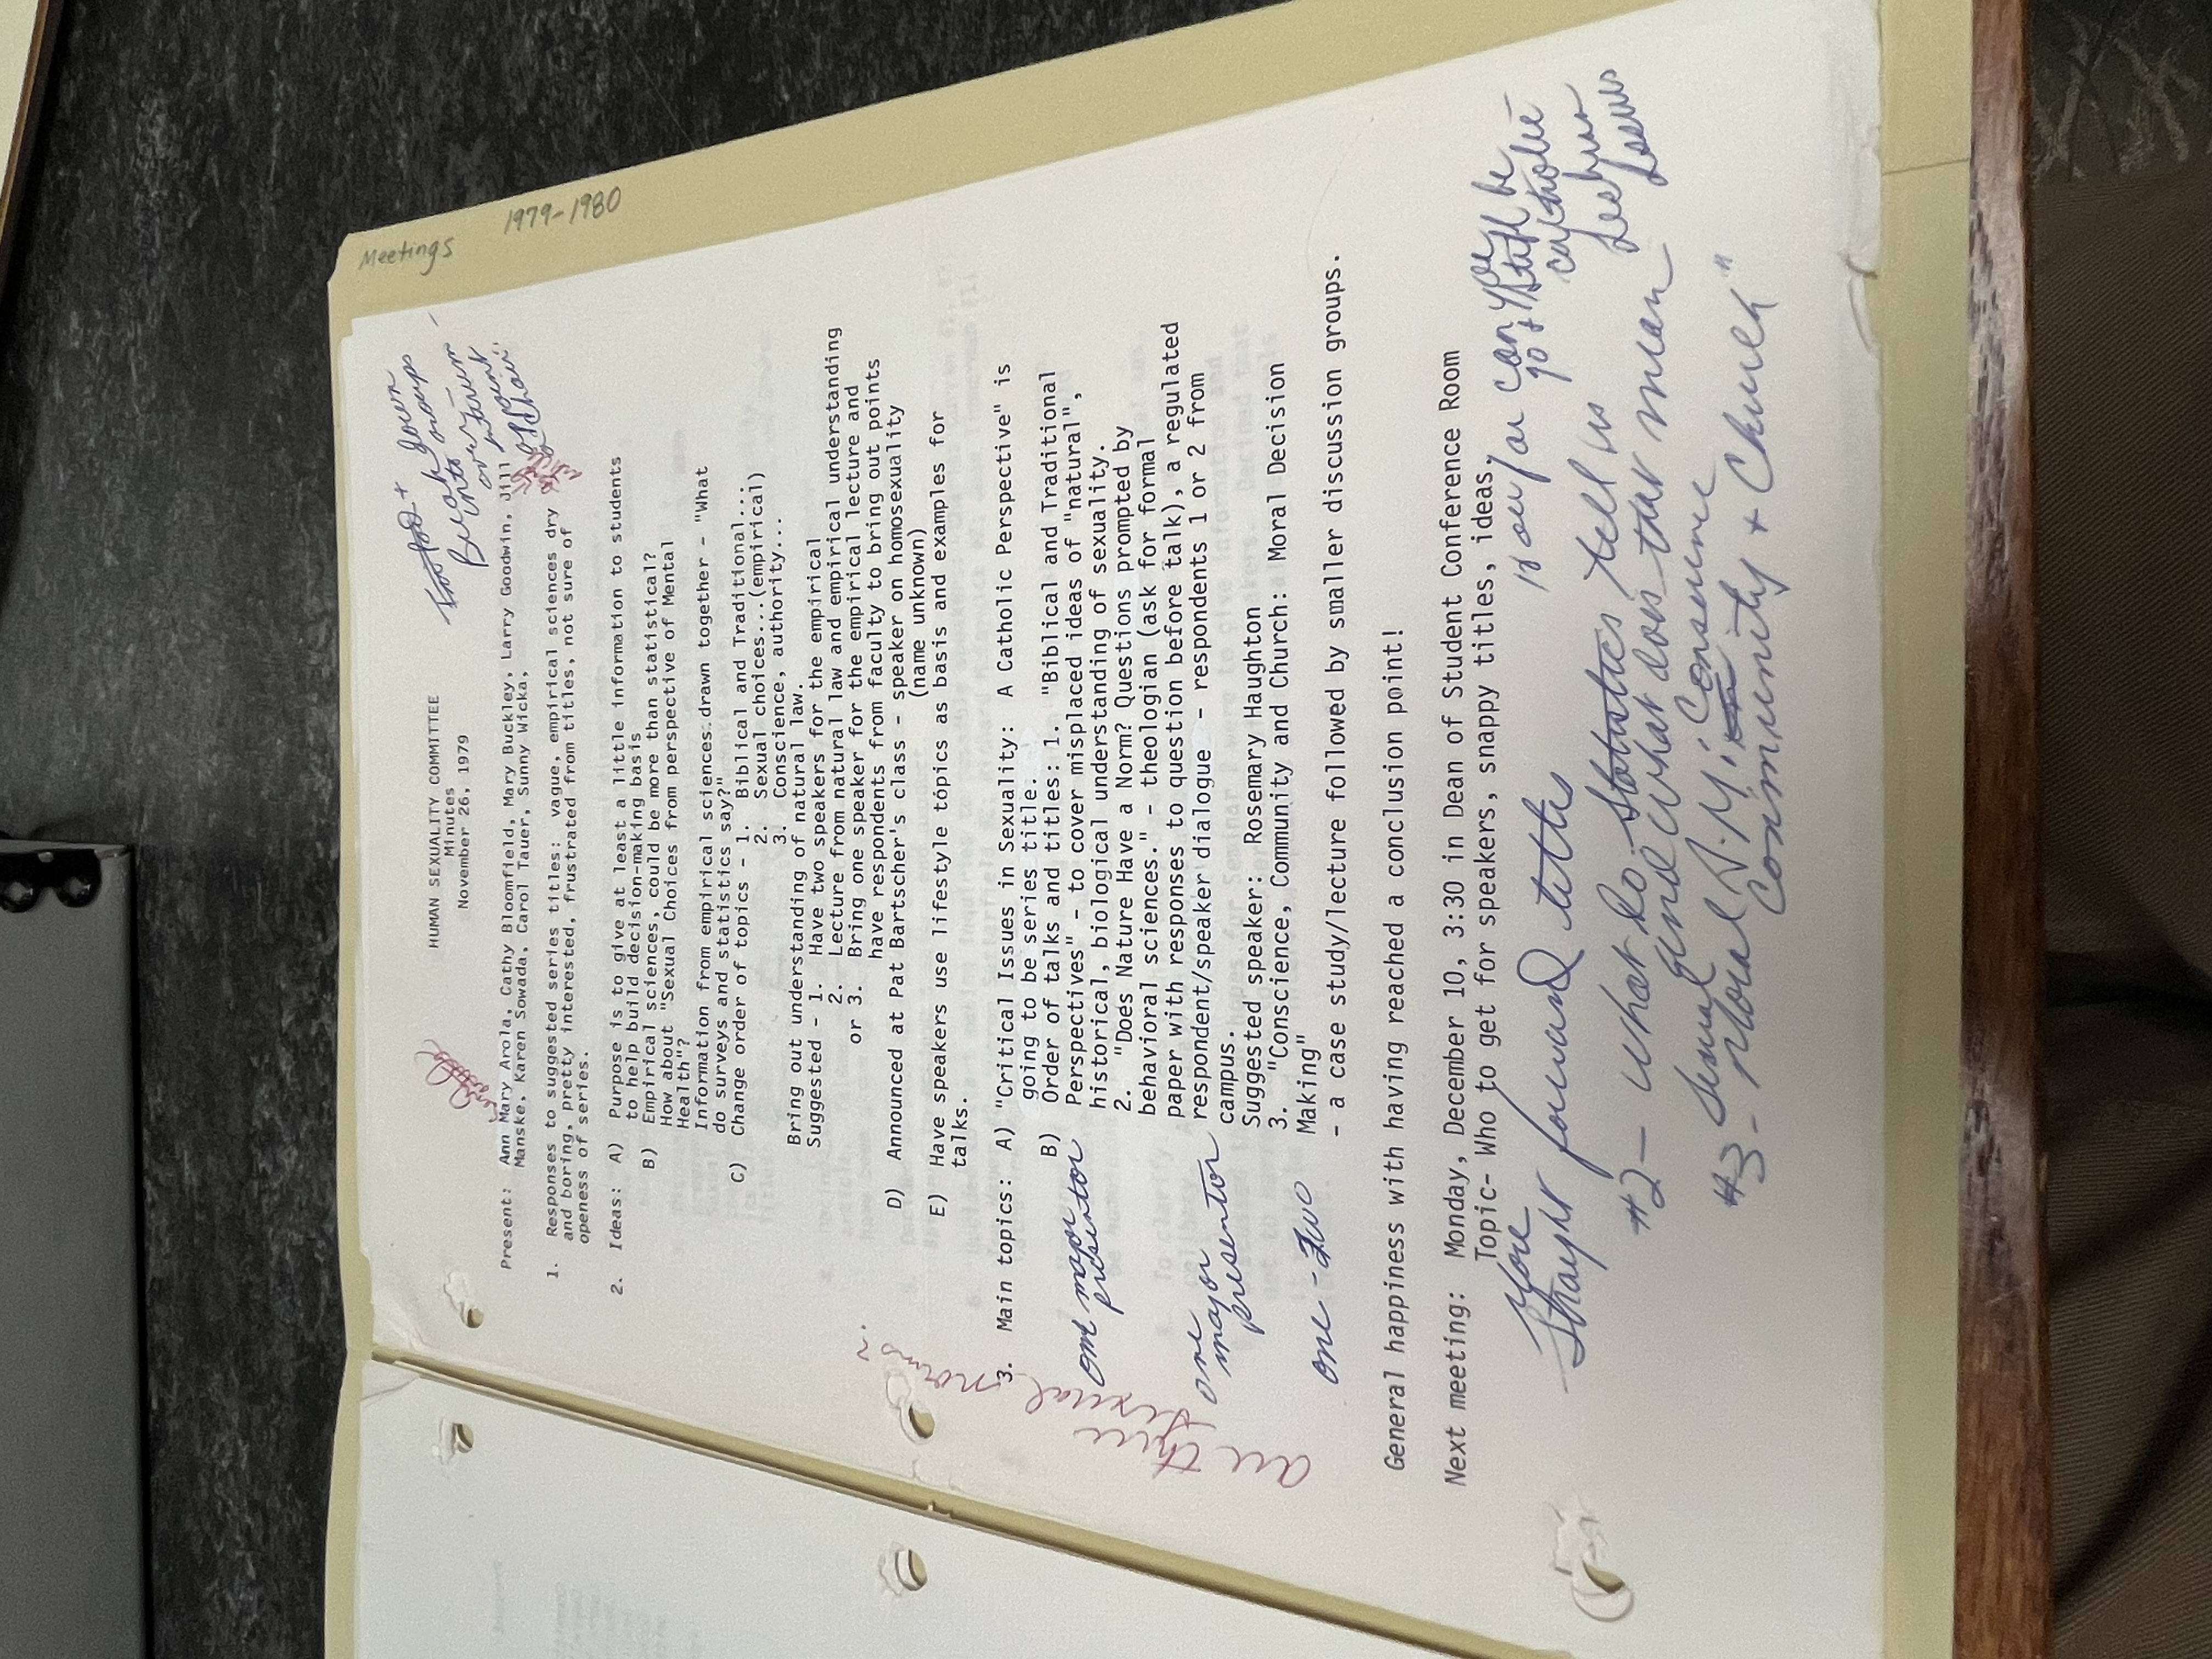 HUMAN SEXUALITY COMMITTEE
Minutes
November 26, 1979
Break down
into groups
over -
interim
appoint
a "Chair"
Present: Ann Mary Arola, Cathy Bloomfield, Mary Buckley, Larry Goodwin, Jill
Manske, Karen Sowada, Carol Tauer, Sunny Wicka,
1. Responses to suggested series titles: vague, empirical sciences dry
and boring, pretty interested, frustrated from titles, not sure of
openess of series.
2. Ideas: A) Purpose is to give at least a little information to students
to help build decision-making basis
B) Empirical sciences, could be more than statistical?
How about "Sexual Choices from perspective of Mental
Health"?
Information from empirical sciences drawn together - "What
do surveys and statistics say?"
C) Change order of topics - 1. Biblical and Traditional...
2. Sexual choices...(empirical)
3. Conscience, authority...
Bring out understanding of natural law.
Suggested - 1. Have two speakers for the empirical
2. Lecture from natural law and empirical understanding
or 3. Bring one speaker for the empirical lecture and
have respondents from faculty to bring out points
D) Announced at Pat Bartscher's class - speaker on homosexuality
(name unknown)
E) Have speakers use lifestyle topics as basis and examples for
talks.
3. Main topics: A) "Critical Issues in Sexuality: A Catholic Perspective" is
going to be series title.
B) Order of talks and titles: 1. "Biblical and Traditional
Perspectives" - to cover misplaced ideas of "natural",
historical, biological understanding of sexuality.
2. "Does Nature Have a Norm? Questions prompted by
behavioral sciences." - theologian (ask for formal
paper with responses to question before talk), a regulated
respondent/speaker dialogue - respondents 1 or 2 from
campus.
Suggested speaker: Rosemary Haughton
3. "Conscience, Community and Church: Moral Decision
Making"
- a case study/lecture followed by smaller discussion groups.
one major
presentor
one
major
presentor
one - two
are there
sexual norms?
General happiness with having reached a conclusion point!
Next meeting: Monday, December 10, 3:30 in Dean of Student Conference Room
Topic- Who to get for speakers, snappy titles, ideas.
More
Straight forward titles
How far can you
go & still be
catholic -
Lesbian
Issues
#2 - What do Statistics tell us
and what does that mean
Sexual
#3 - Moral D.M.: Conscience
Community + Church"
Meetings
1979-1980